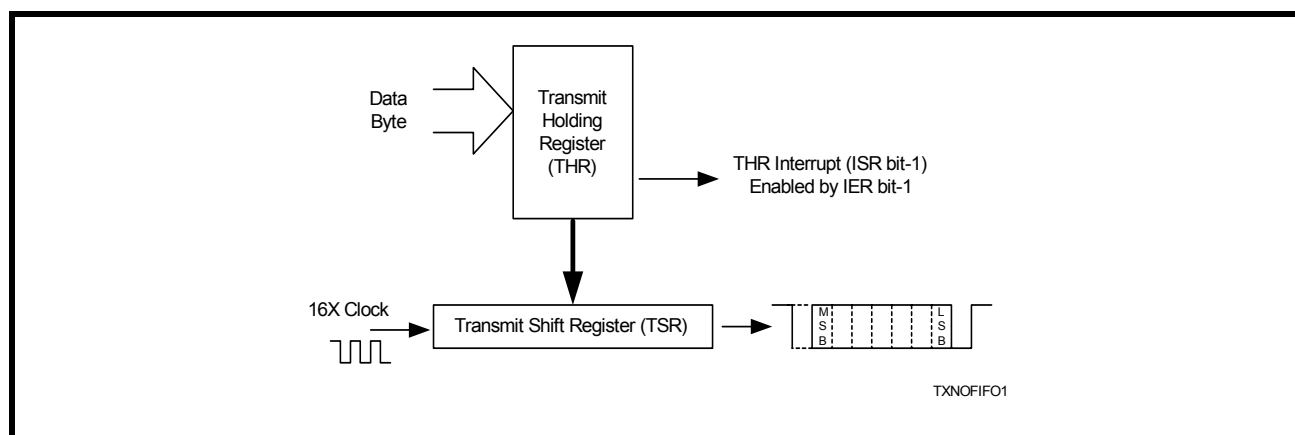 Data
Byte
Transmit
Holding
Register
(THR)
THR Interrupt (ISR bit-1)
Enabled by IER bit-1
16X Clock
Transmit Shift Register (TSR)
M
S
B
L
S
B
TXNOFIFO1